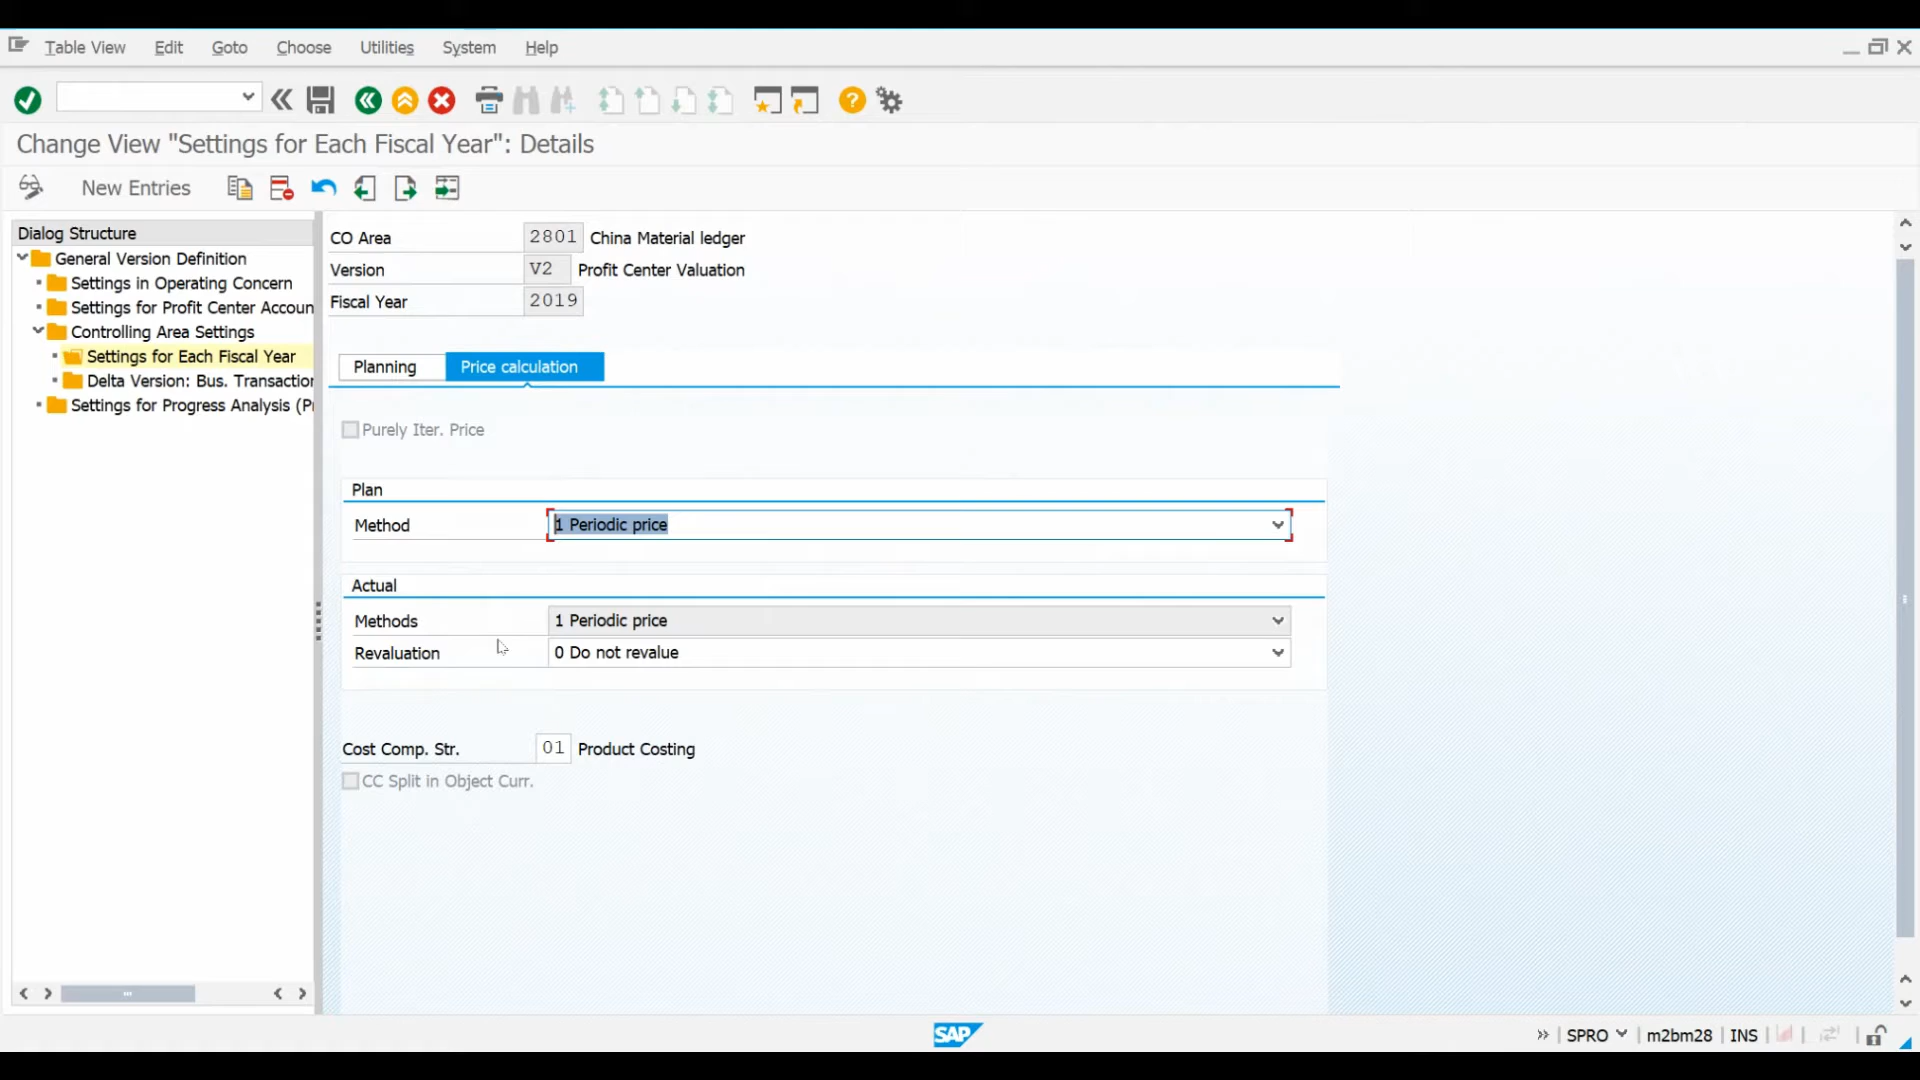 Table View Edit Goto Choose Utilities System Help
Change View "Settings for Each Fiscal Year": Details
New Entries
Dialog Structure
General Version Definition
Settings in Operating Concern
Settings for Profit Center Accoun
Controlling Area Settings
Settings for Each Fiscal Year
Delta Version: Bus. Transaction
Settings for Progress Analysis (Pr
CO Area 2801 China Material ledger
Version V2 Profit Center Valuation
Fiscal Year 2019
Planning Price calculation
Purely Iter. Price
Plan
Method 1 Periodic price
Actual
Methods 1 Periodic price
Revaluation 0 Do not revalue
Cost Comp. Str. 01 Product Costing
CC Split in Object Curr.
SAP
SPRO m2bm28 INS